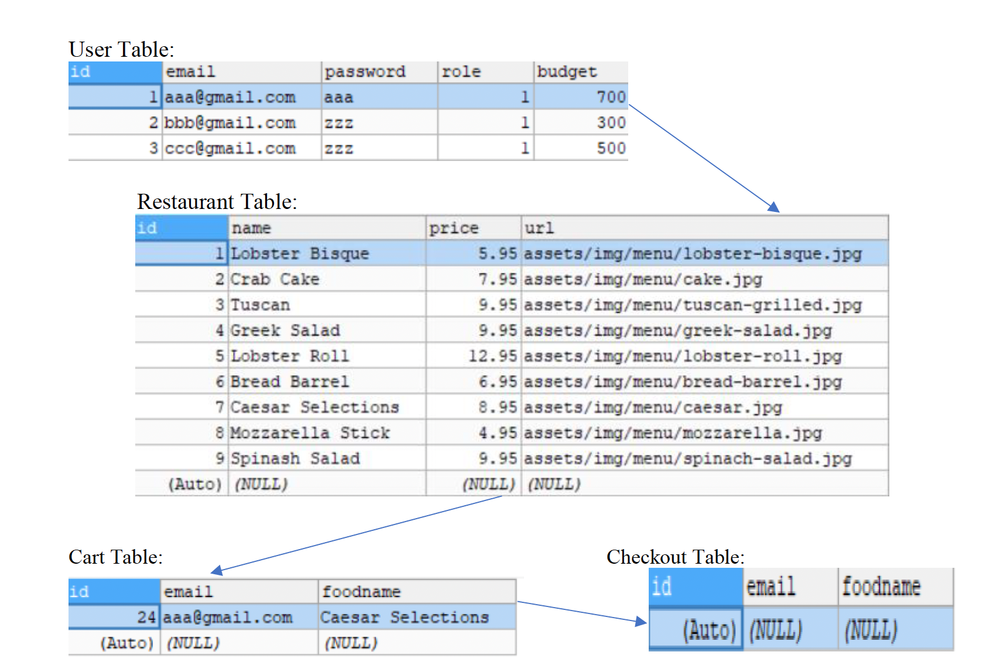 User Table:
id email password role budget
1 aaa@gmail.com aaa 1 700
2 bbb@gmail.com zzz 1 300
3 ccc@gmail.com zzz 1 500
Restaurant Table:
id name price url
1 Lobster Bisque 5.95 assets/img/menu/lobster-bisque.jpg
2 Crab Cake 7.95 assets/img/menu/cake.jpg
3 Tuscan 9.95 assets/img/menu/tuscan-grilled.jpg
4 Greek Salad 9.95 assets/img/menu/greek-salad.jpg
5 Lobster Roll 12.95 assets/img/menu/lobster-roll.jpg
6 Bread Barrel 6.95 assets/img/menu/bread-barrel.jpg
7 Caesar Selections 8.95 assets/img/menu/caesar.jpg
8 Mozzarella Stick 4.95 assets/img/menu/mozzarella.jpg
9 Spinash Salad 9.95 assets/img/menu/spinach-salad.jpg
(Auto) (NULL) (NULL) (NULL)
Cart Table:
id email foodname
24 aaa@gmail.com Caesar Selections
(Auto) (NULL) (NULL)
Checkout Table:
id email foodname
(Auto) (NULL) (NULL)